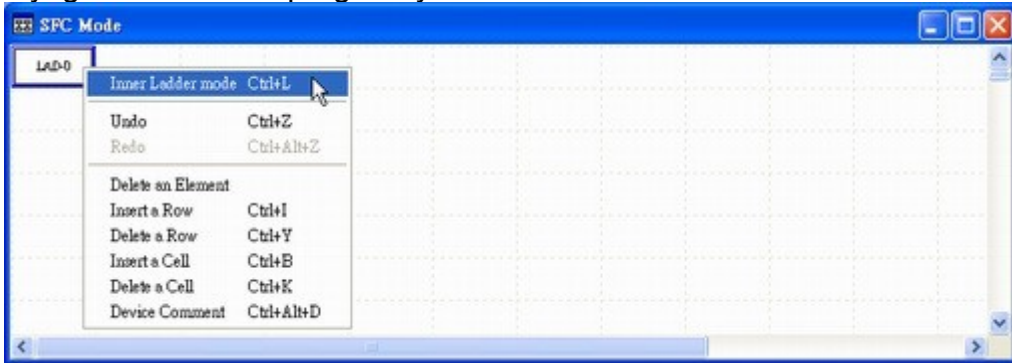 SFC Mode
LAD-0
Inner Ladder mode Ctrl+L
Undo Ctrl+Z
Redo Ctrl+Alt+Z
Delete an Element
Insert a Row Ctrl+I
Delete a Row Ctrl+Y
Insert a Cell Ctrl+B
Delete a Cell Ctrl+K
Device Comment Ctrl+Alt+D